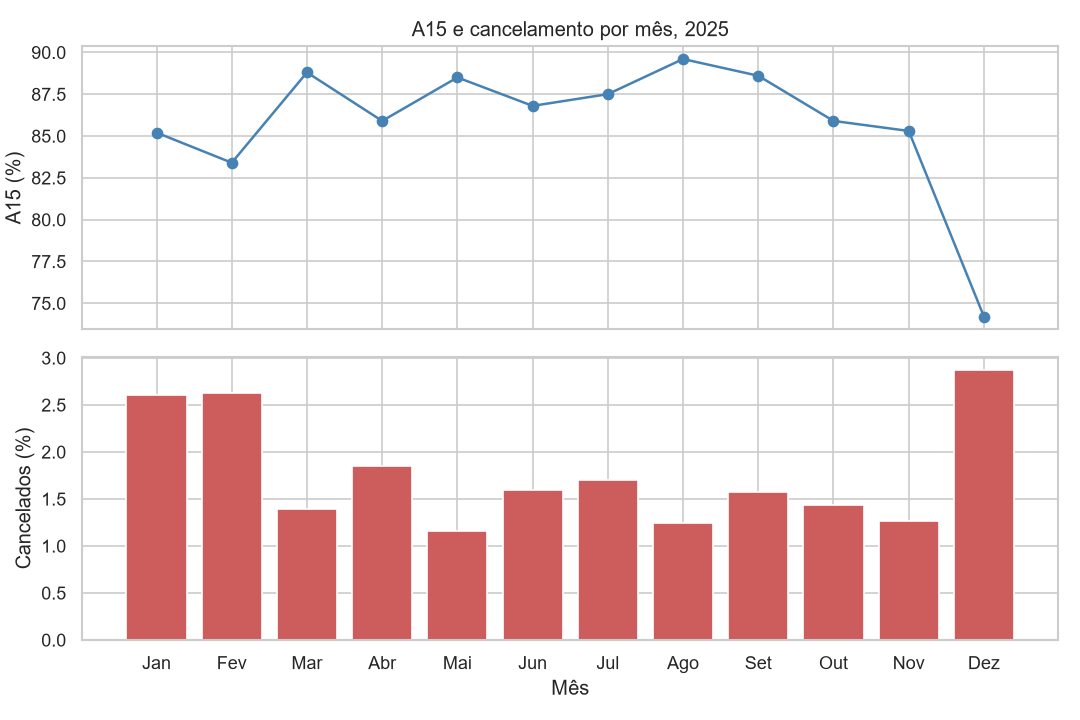 A15 e cancelamento por mês, 2025
A15 (%)
90.0
87.5
85.0
82.5
80.0
77.5
75.0
Cancelados (%)
3.0
2.5
2.0
1.5
1.0
0.5
0.0
Jan Fev Mar Abr Mai Jun Jul Ago Set Out Nov Dez
Mês